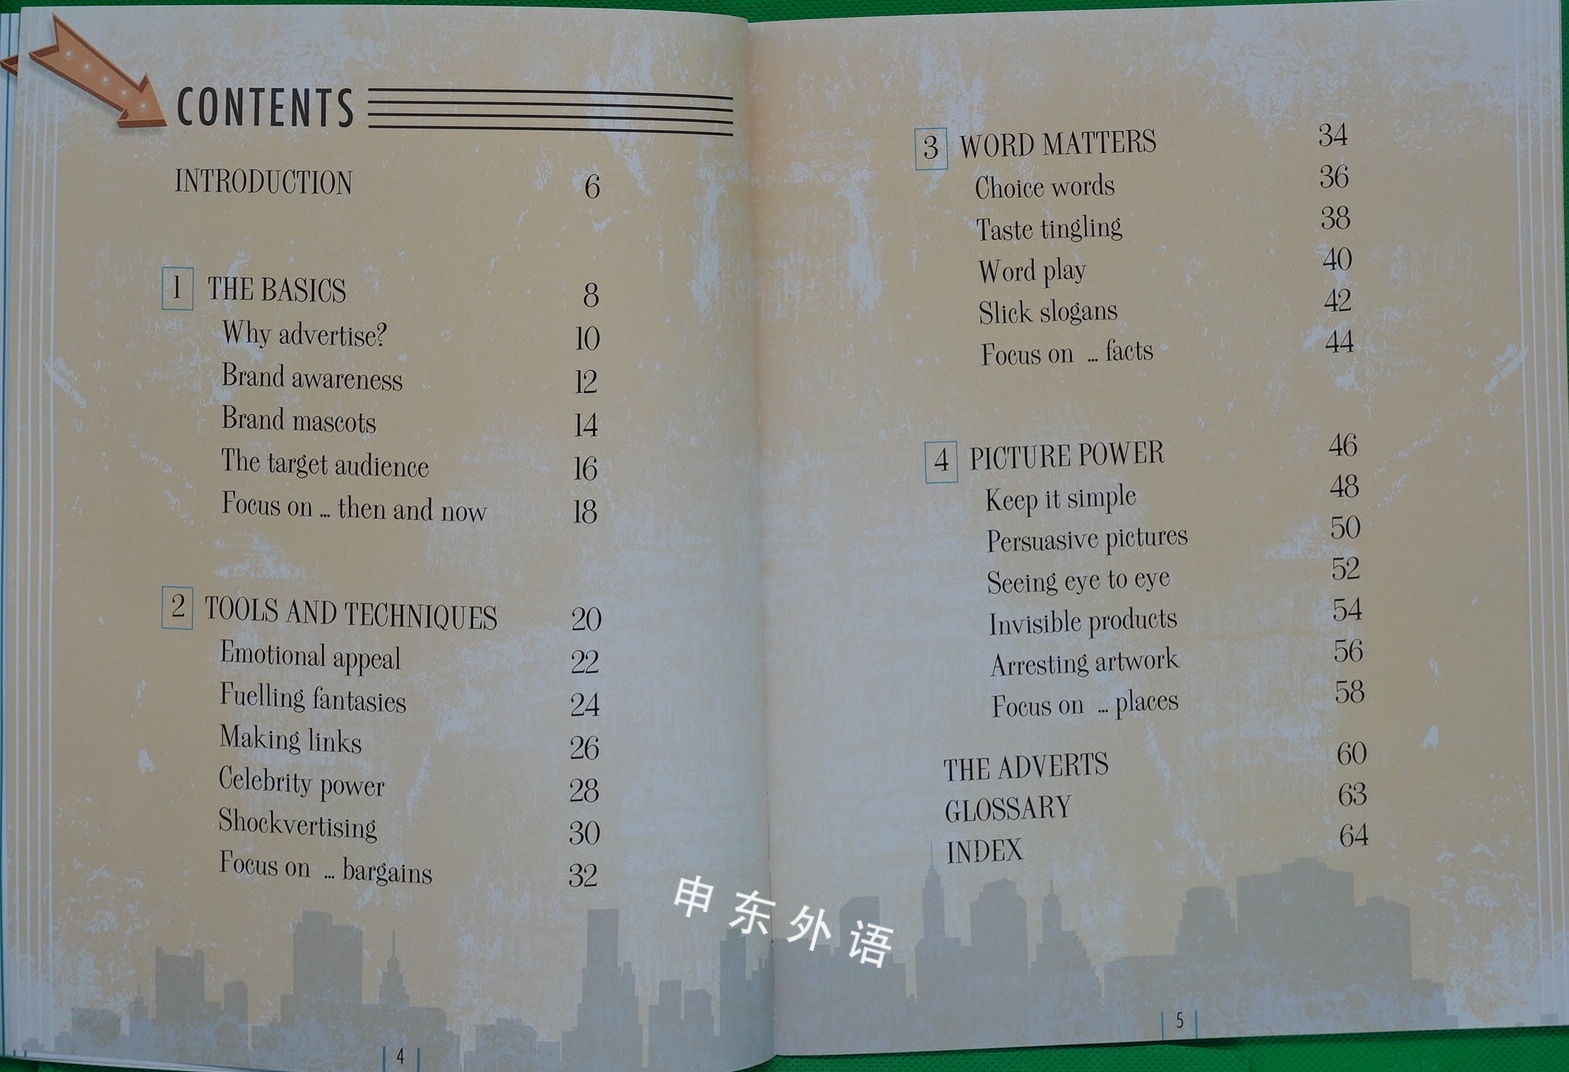 CONTENTS
INTRODUCTION 6
1 THE BASICS 8
Why advertise? 10
Brand awareness 12
Brand mascots 14
The target audience 16
Focus on ... then and now 18
2 TOOLS AND TECHNIQUES 20
Emotional appeal 22
Fuelling fantasies 24
Making links 26
Celebrity power 28
Shockvertising 30
Focus on ... bargains 32
4
3 WORD MATTERS 34
Choice words 36
Taste tingling 38
Word play 40
Slick slogans 42
Focus on ... facts 44
4 PICTURE POWER 46
Keep it simple 48
Persuasive pictures 50
Seeing eye to eye 52
Invisible products 54
Arresting artwork 56
Focus on ... places 58
THE ADVERTS 60
GLOSSARY 63
INDEX 64
5
申东外语